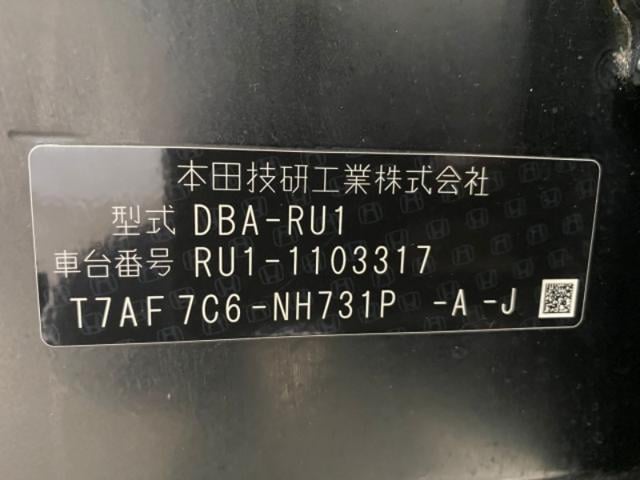 本田技研工業株式会社
型式 DBA-RU1
車台番号 RU1-1103317
T7AF 7C6-NH731P -A -J